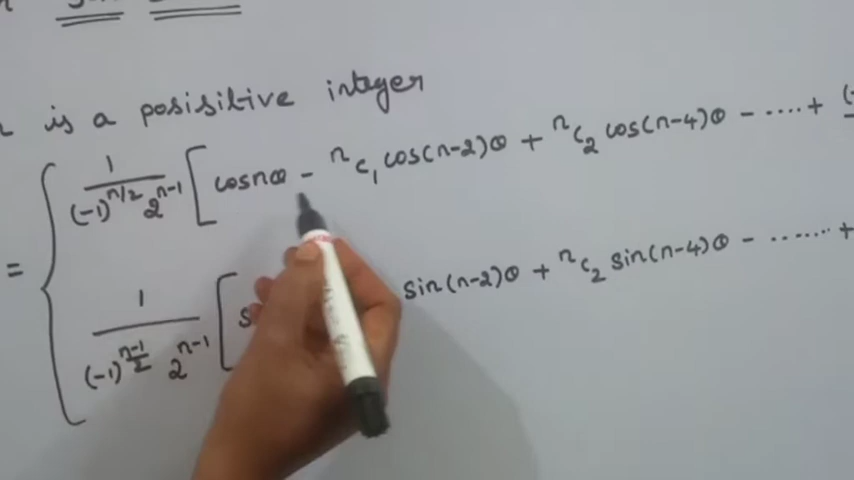 is a posisitive integer
= { 1/((-1)^{n/2} 2^{n-1}) [ cosnθ - ⁿC₁ cos(n-2)θ + ⁿC₂ cos(n-4)θ - ....+ (-
1/((-1)^{(n-1)/2} 2^{n-1}) [ s sin(n-2)θ + ⁿC₂ sin(n-4)θ - .......+